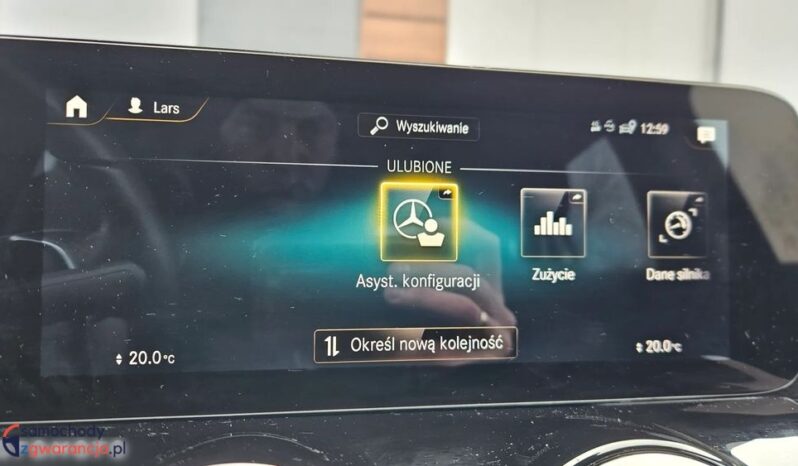 Lars
Wyszukiwanie
12:59
ULUBIONE
Asyst. konfiguracji
Zużycie
Dane silnika
Określ nową kolejność
20.0°C
20.0°C
samochody
zgwarancją.pl